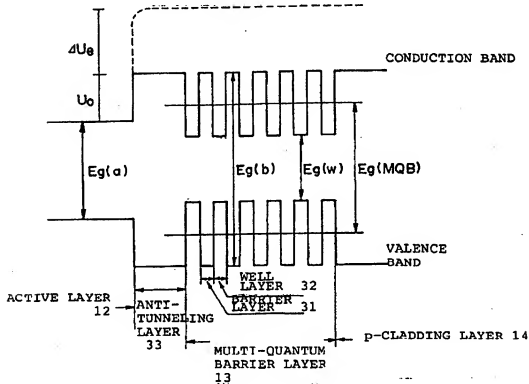 ΔUe
CONDUCTION BAND
Uo
Eg(a)
Eg(b)
Eg(w)
Eg(MQB)
VALENCE
BAND
WELL
LAYER 32
BARRIER
LAYER 31
ACTIVE LAYER
12
ANTI-
TUNNELING
LAYER
33
p-CLADDING LAYER 14
MULTI-QUANTUM
BARRIER LAYER
13